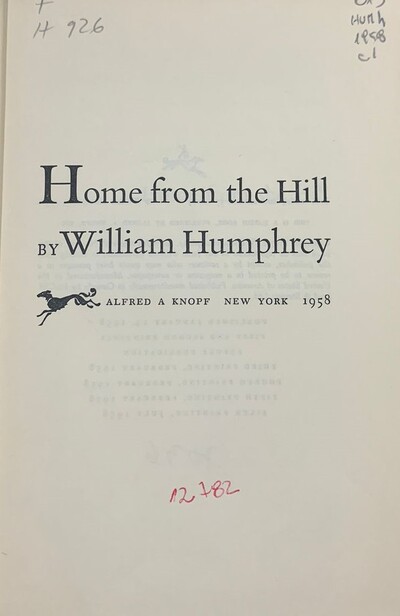 F
H 926
Humh
1958
c1
Home from the Hill
BY William Humphrey
ALFRED A KNOPF NEW YORK 1958
12782